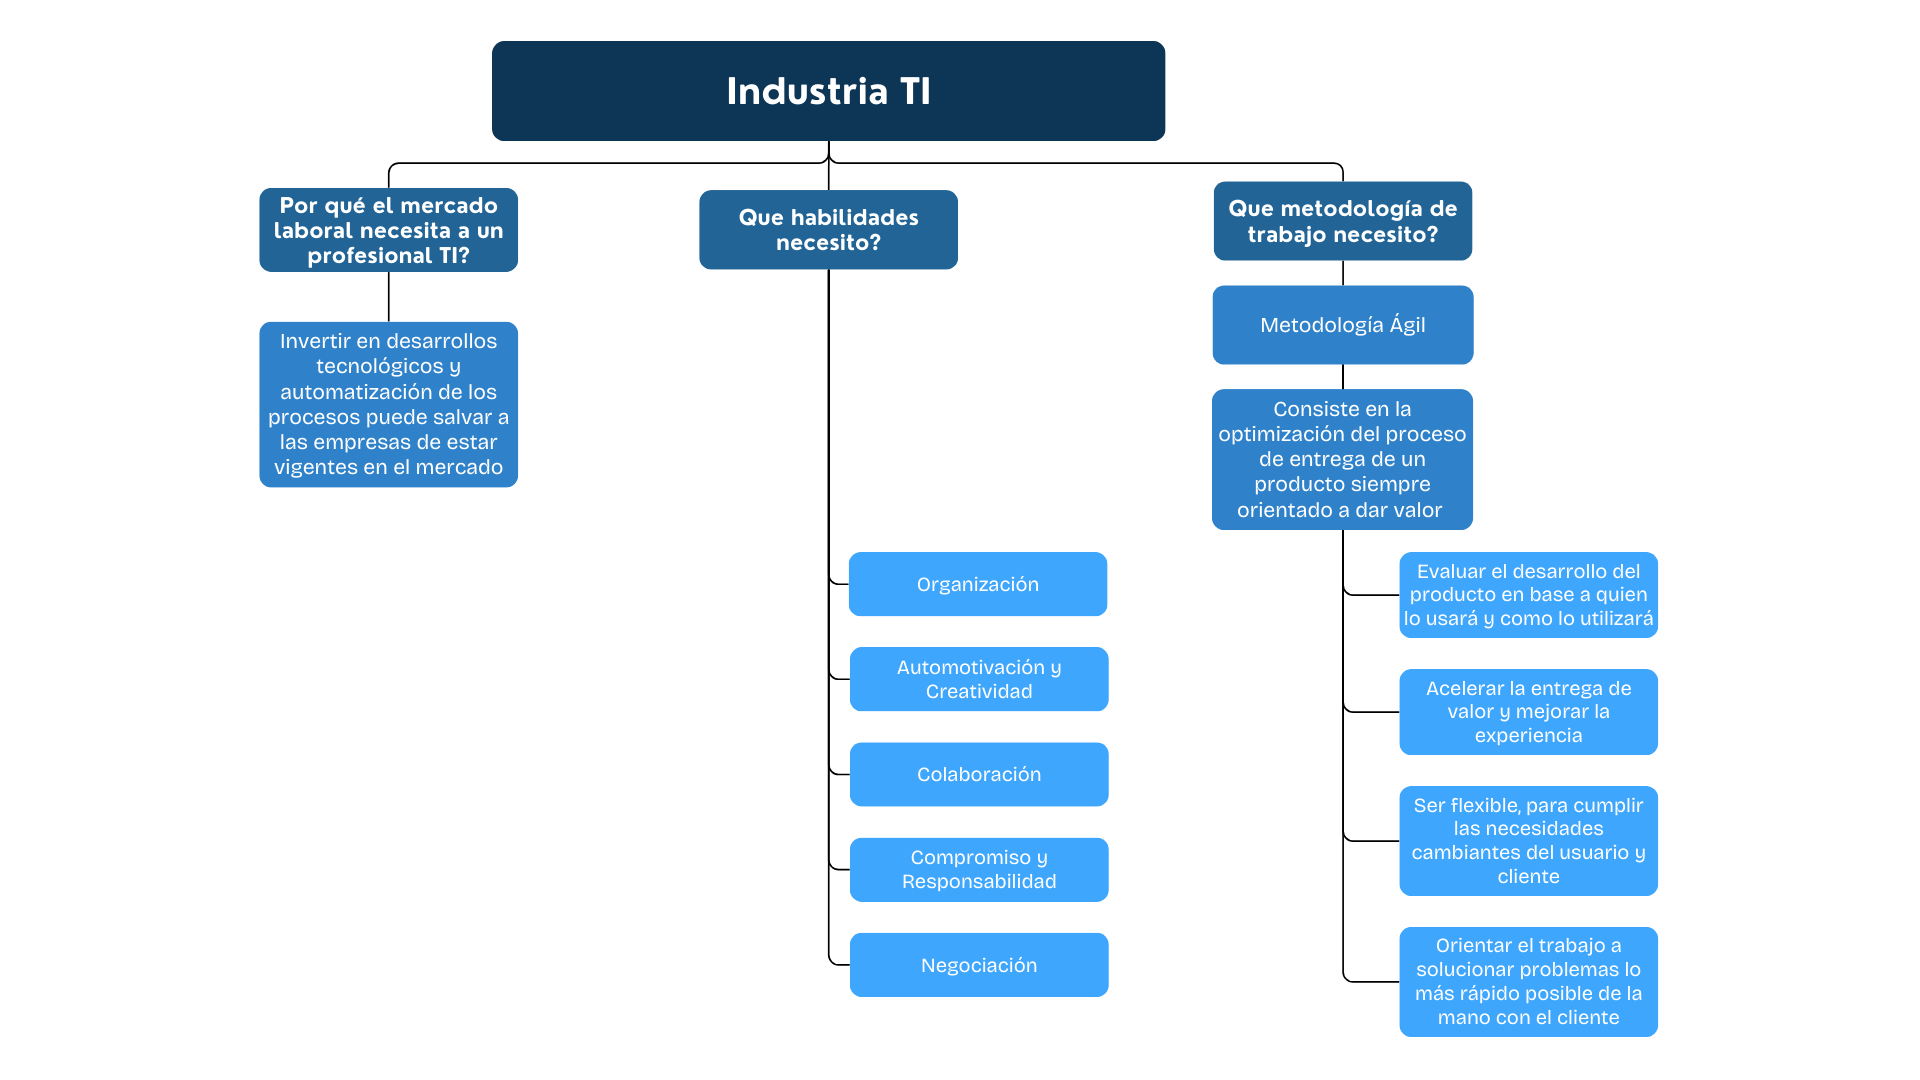 Industria TI
Por qué el mercado
laboral necesita a un
profesional TI?
Invertir en desarrollos
tecnológicos y
automatización de los
procesos puede salvar a
las empresas de estar
vigentes en el mercado
Que habilidades
necesito?
Organización
Automotivación y
Creatividad
Colaboración
Compromiso y
Responsabilidad
Negociación
Que metodología de
trabajo necesito?
Metodología Ágil
Consiste en la
optimización del proceso
de entrega de un
producto siempre
orientado a dar valor
Evaluar el desarrollo del
producto en base a quien
lo usará y como lo utilizará
Acelerar la entrega de
valor y mejorar la
experiencia
Ser flexible, para cumplir
las necesidades
cambiantes del usuario y
cliente
Orientar el trabajo a
solucionar problemas lo
más rápido posible de la
mano con el cliente